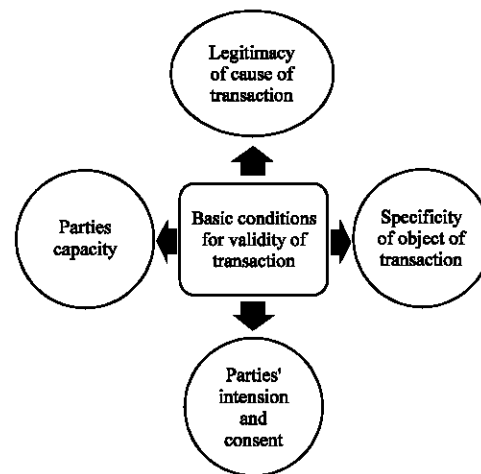 Legitimacy
of cause of
transaction
Parties
capacity
Basic conditions
for validity of
transaction
Specificity
of object of
transaction
Parties'
intension
and
consent